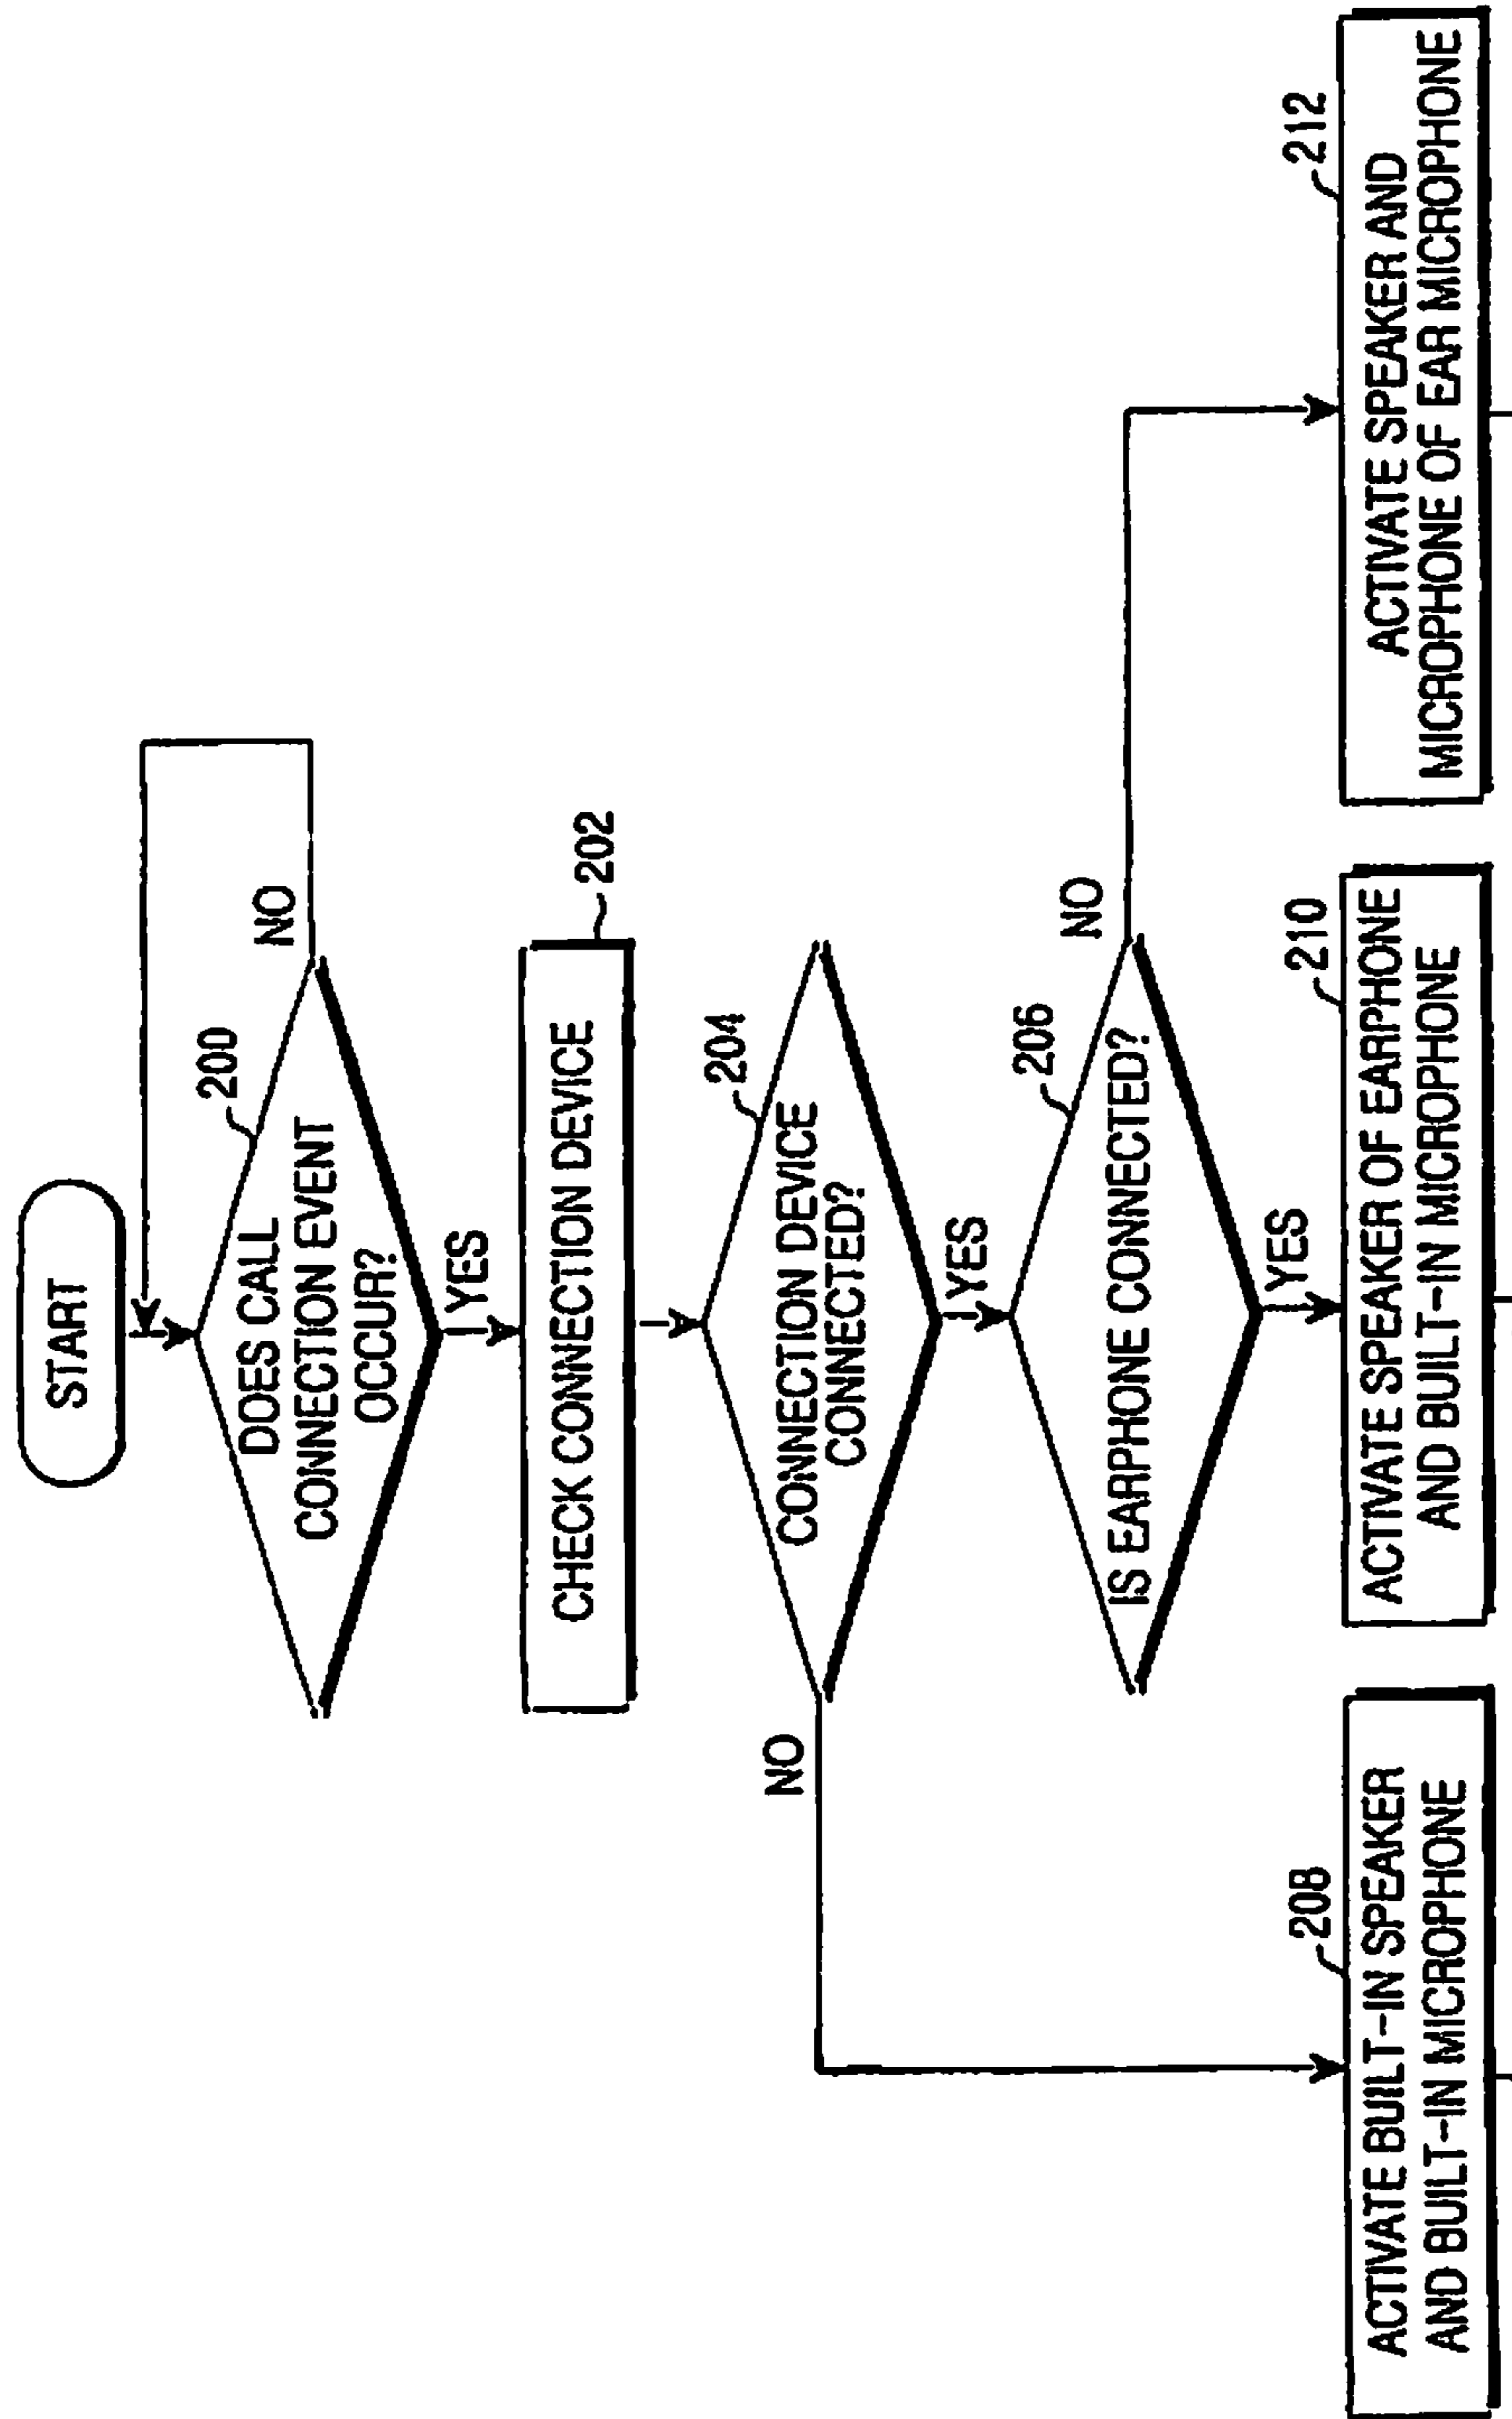 START
200
DOES CALL
CONNECTION EVENT
OCCUR?
NO
YES
202
CHECK CONNECTION DEVICE
204
CONNECTION DEVICE
CONNECTED?
NO
YES
206
IS EARPHONE CONNECTED?
NO
YES
208
ACTIVATE BUILT-IN SPEAKER
AND BUILT-IN MICROPHONE
210
ACTIVATE SPEAKER OF EARPHONE
AND BUILT-IN MICROPHONE
212
ACTIVATE SPEAKER AND
MICROPHONE OF EAR MICROPHONE